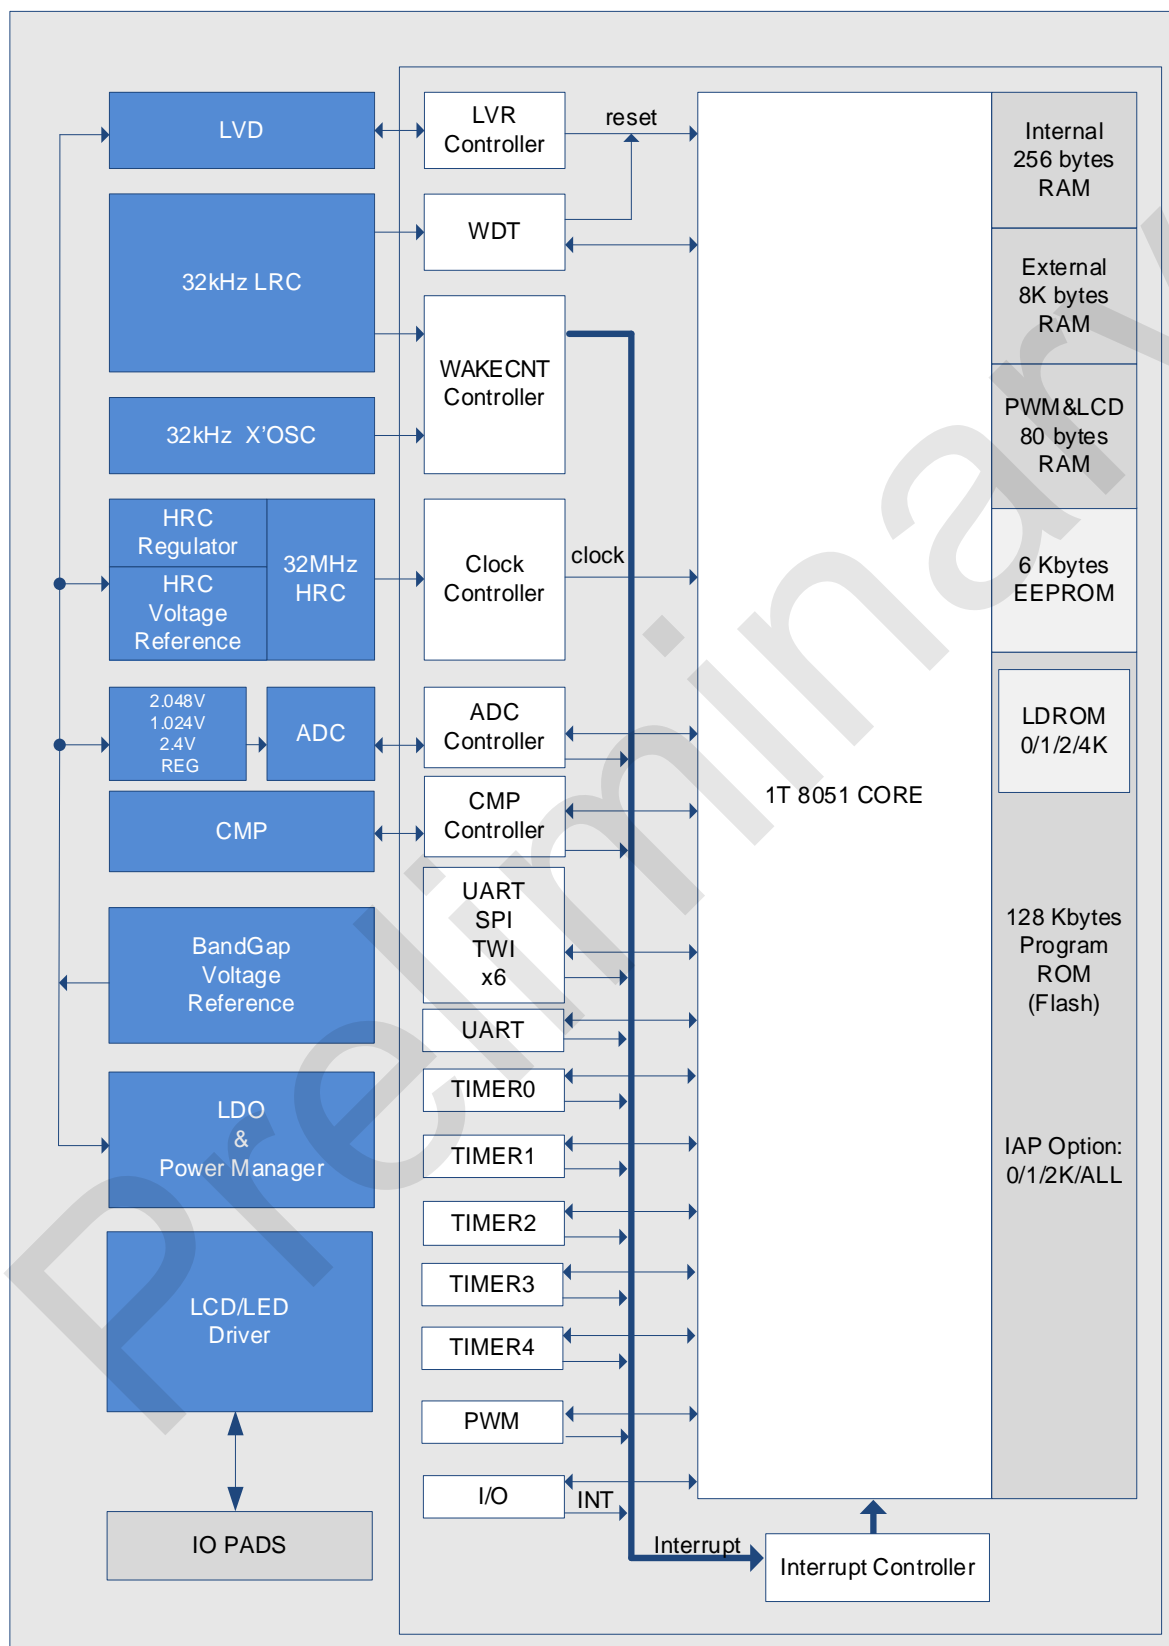 LVD
LVR
Controller
reset
Internal
256 bytes
RAM
32kHz LRC
WDT
External
8K bytes
RAM
WAKECNT
Controller
32kHz X'OSC
PWM&LCD
80 bytes
RAM
HRC
Regulator
HRC
Voltage
Reference
32MHz
HRC
Clock
Controller
clock
6 Kbytes
EEPROM
2.048V
1.024V
2.4V
REG
ADC
ADC
Controller
LDROM
0/1/2/4K
1T 8051 CORE
CMP
CMP
Controller
UART
SPI
TWI
x6
128 Kbytes
Program
ROM
(Flash)
BandGap
Voltage
Reference
UART
TIMER0
LDO
&
Power Manager
TIMER1
IAP Option:
0/1/2K/ALL
TIMER2
TIMER3
LCD/LED
Driver
TIMER4
PWM
I/O
INT
IO PADS
Interrupt
Interrupt Controller
Preliminary